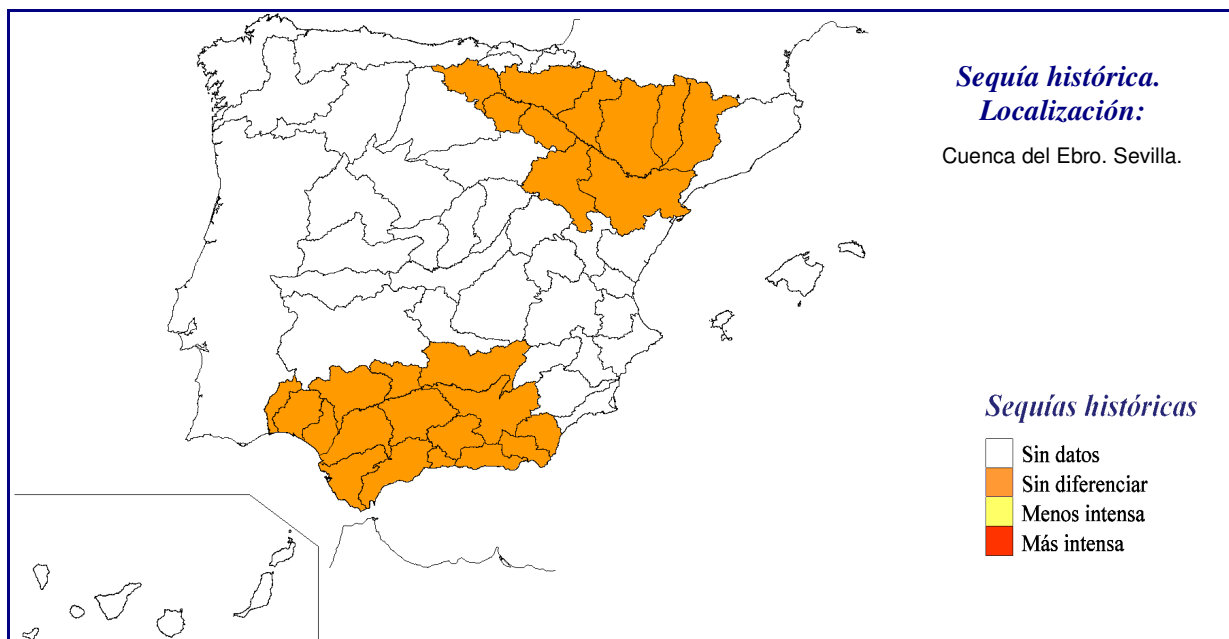 Sequía histórica.
Localización:
Cuenca del Ebro. Sevilla.
Sequías históricas
Sin datos
Sin diferenciar
Menos intensa
Más intensa